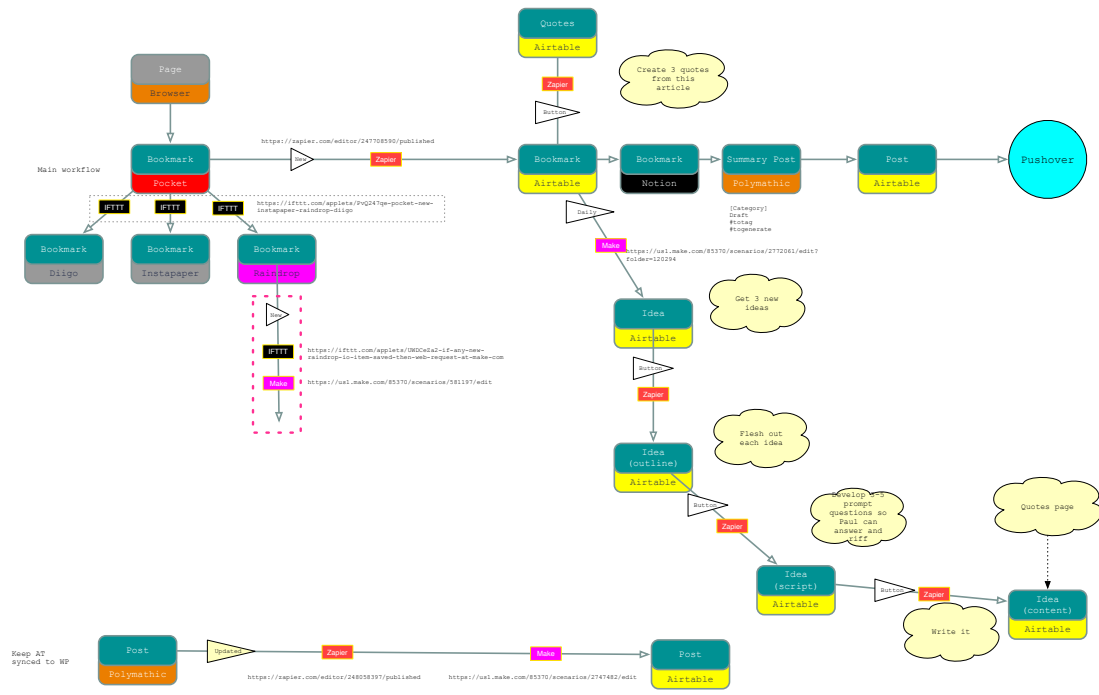 Quotes
Airtable
Zapier
Button
Create 3 quotes
from this
article
Page
Browser
Main workflow
Bookmark
Pocket
https://zapier.com/editor/247708590/published
New
Zapier
Bookmark
Airtable
Bookmark
Notion
Summary Post
Polymathic
Post
Airtable
Pushover
IFTTT
IFTTT
IFTTT
https://ifttt.com/applets/PvQ247qe-pocket-new-
instapaper-raindrop-diigo
[Category]
Draft
#totag
#togenerate
Daily
Make
https://us1.make.com/85370/scenarios/2772061/edit?
folder=120294
Bookmark
Diigo
Bookmark
Instapaper
Bookmark
Raindrop
New
IFTTT
https://ifttt.com/applets/UWDCeZa2-if-any-new-
raindrop-io-item-saved-then-web-request-at-make-com
Make
https://us1.make.com/85370/scenarios/581197/edit
Get 3 new
ideas
Idea
Airtable
Button
Zapier
Flesh out
each idea
Idea
(outline)
Airtable
Button
Zapier
Develop 3-5
prompt
questions so
Paul can
answer and
riff
Quotes page
Idea
(script)
Airtable
Button
Zapier
Idea
(content)
Airtable
Write it
Keep AT
synced to WP
Post
Polymathic
Updated
Zapier
https://zapier.com/editor/248058397/published
Make
https://us1.make.com/85370/scenarios/2747482/edit
Post
Airtable